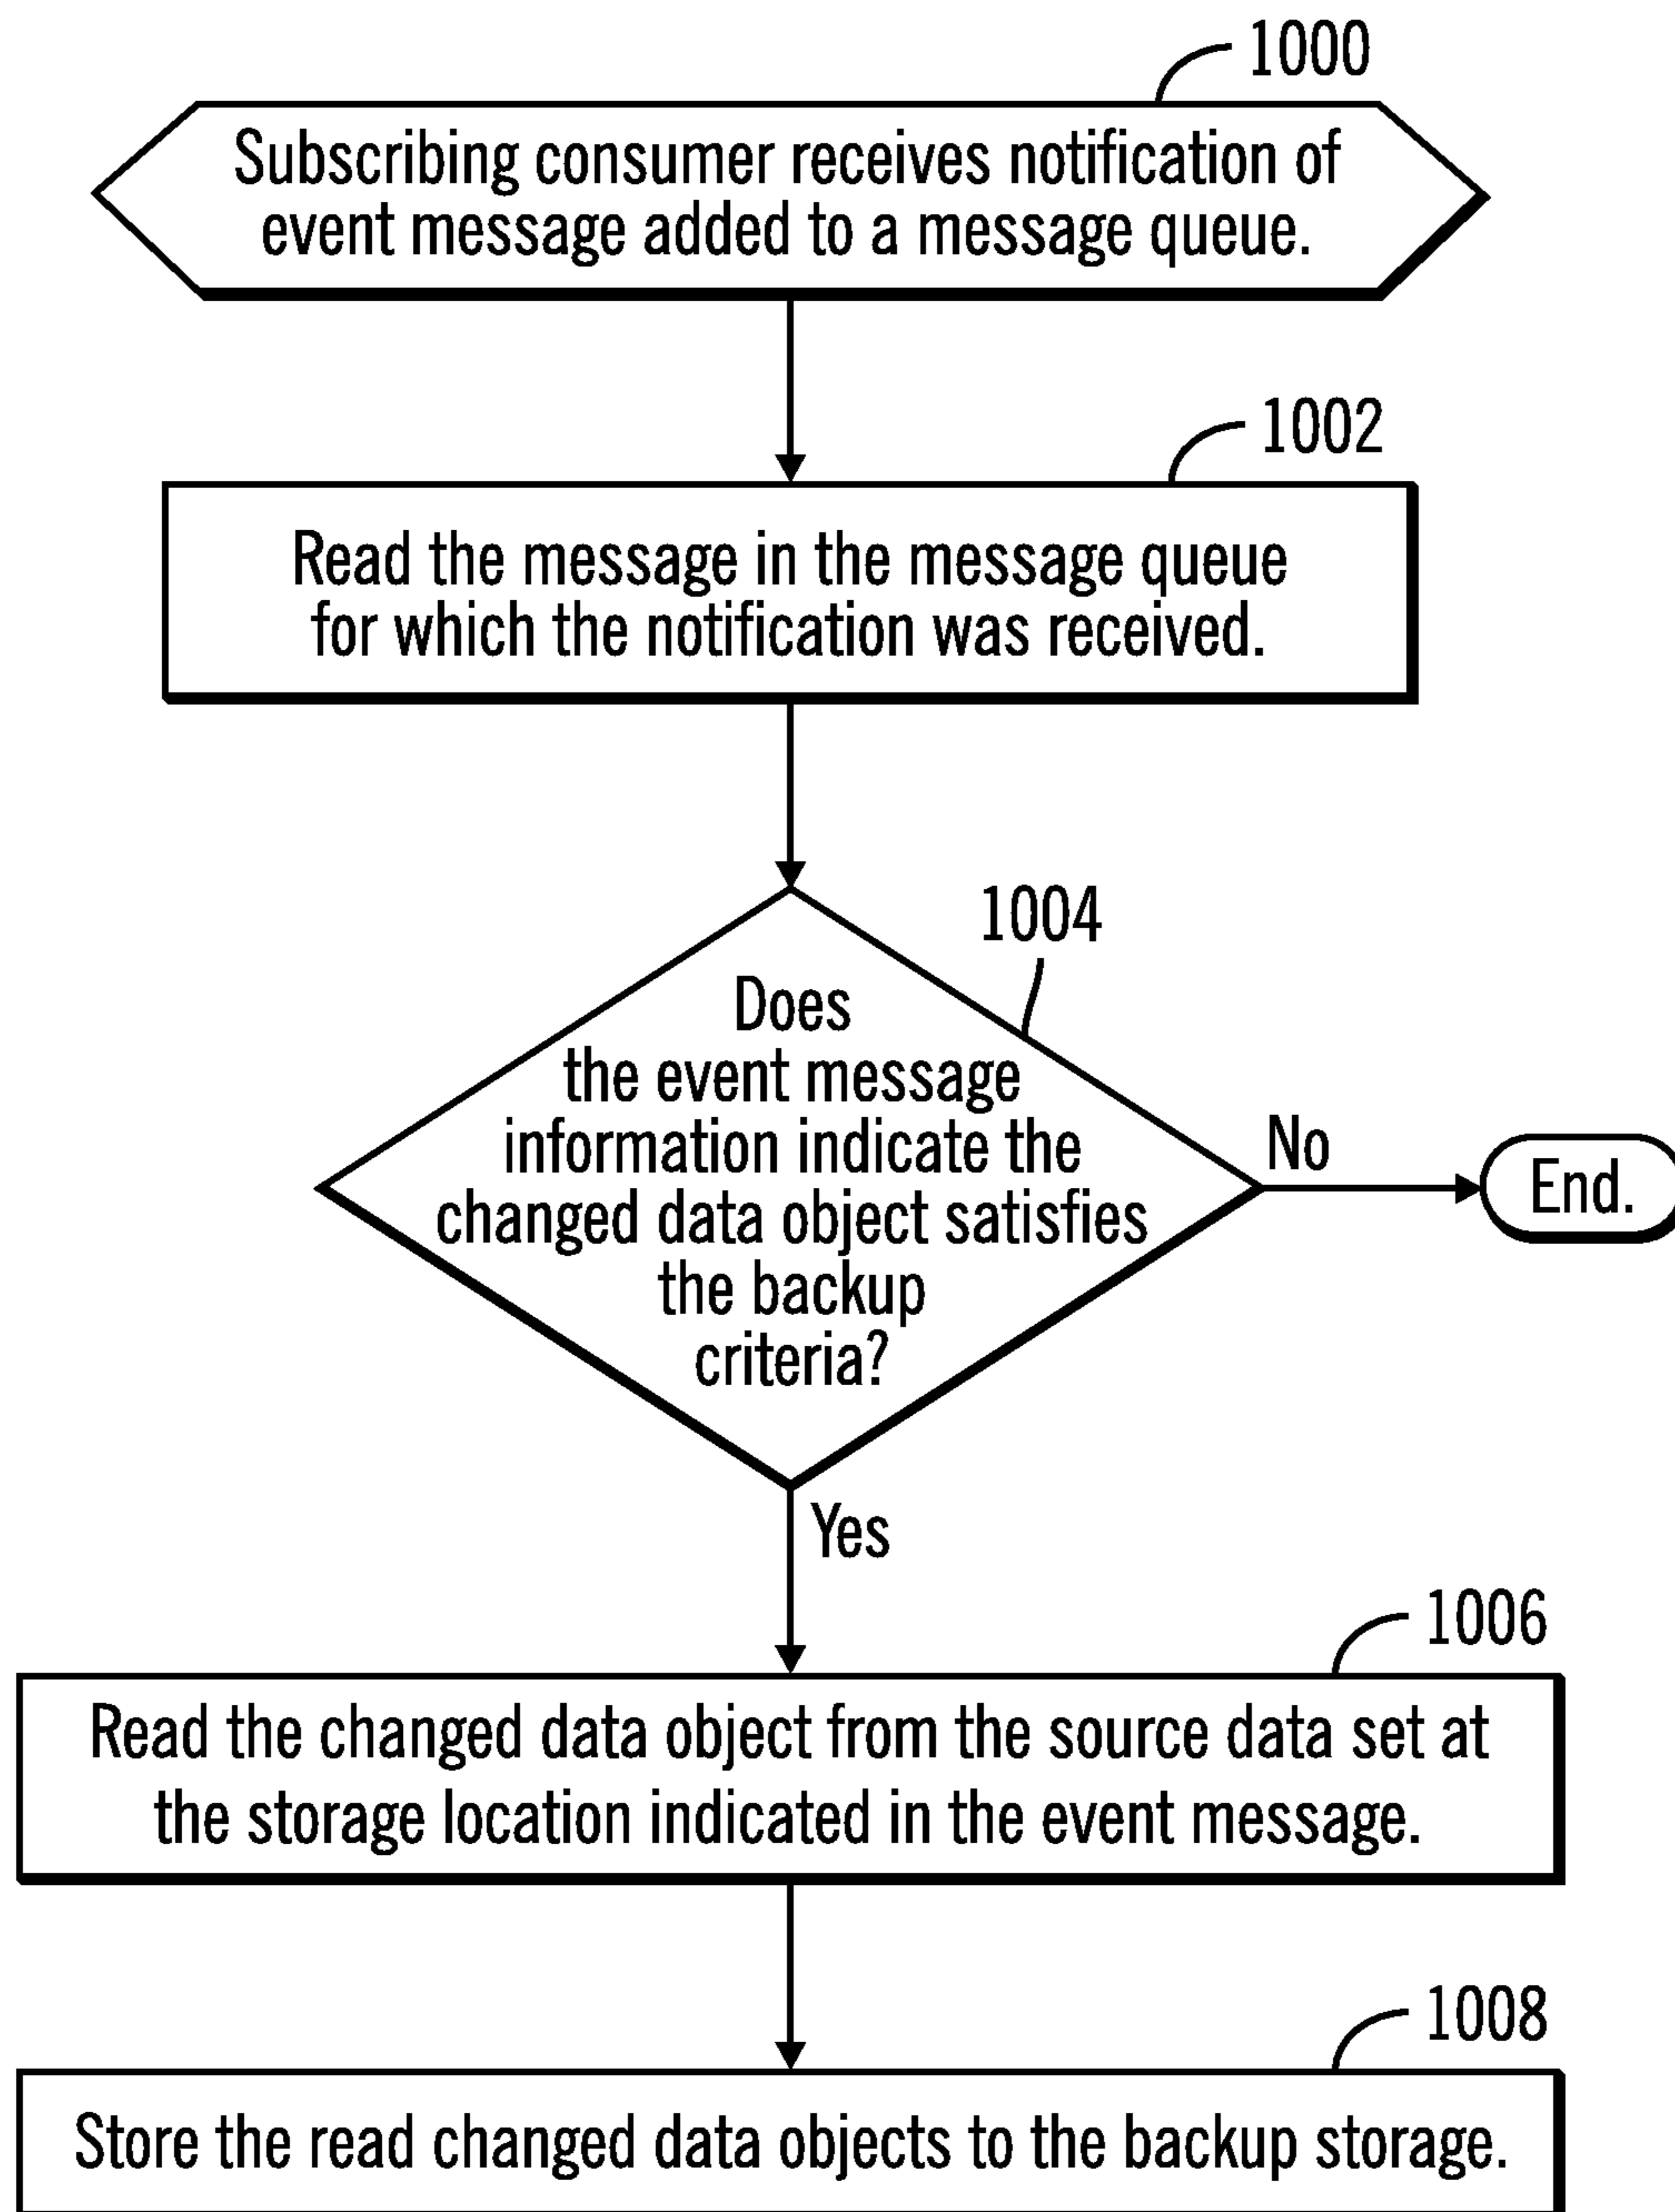 1000
Subscribing consumer receives notification of
event message added to a message queue.
1002
Read the message in the message queue
for which the notification was received.
1004
Does
the event message
information indicate the
changed data object satisfies
the backup
criteria?
No
End.
Yes
1006
Read the changed data object from the source data set at
the storage location indicated in the event message.
1008
Store the read changed data objects to the backup storage.